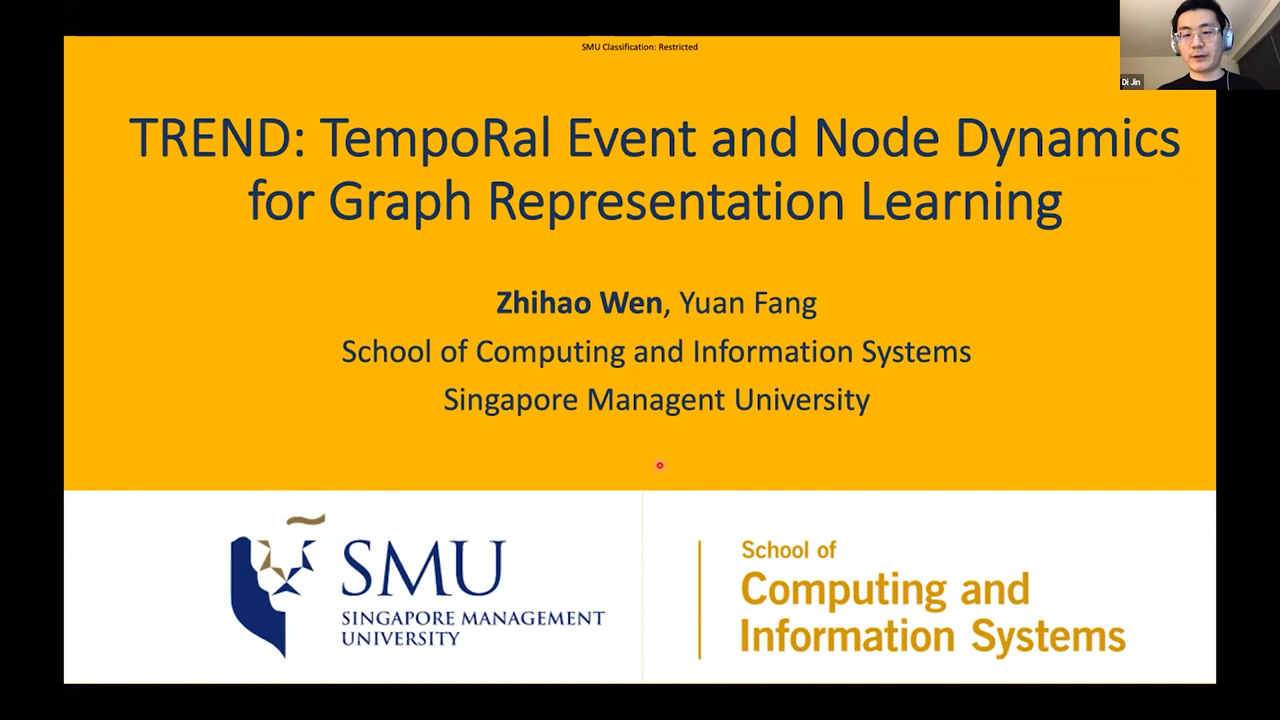 SMU Classification: Restricted
Di Jin
TREND: TempoRal Event and Node Dynamics
for Graph Representation Learning
Zhihao Wen, Yuan Fang
School of Computing and Information Systems
Singapore Managent University
SMU
SINGAPORE MANAGEMENT
UNIVERSITY
School of
Computing and
Information Systems